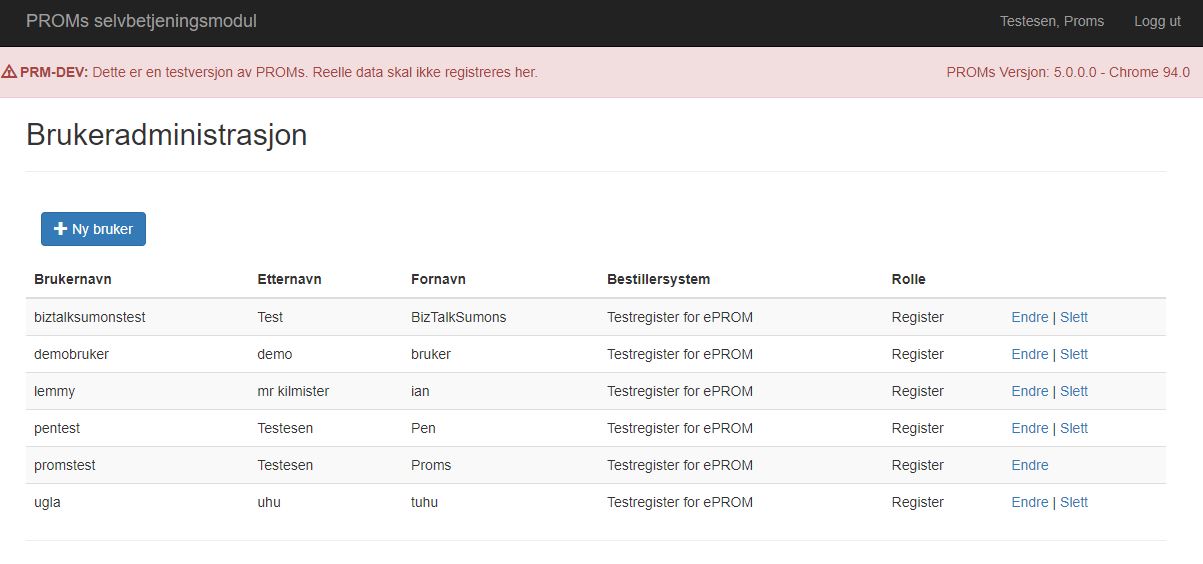 PROMs selvbetjeningsmodul Testesen, Proms Logg ut
PRM-DEV: Dette er en testversjon av PROMs. Reelle data skal ikke registreres her. PROMs Versjon: 5.0.0.0 - Chrome 94.0
Brukeradministrasjon
Ny bruker
Brukernavn Etternavn Fornavn Bestillersystem Rolle
biztalksumonstest Test BizTalkSumons Testregister for ePROM Register Endre | Slett
demobruker demo bruker Testregister for ePROM Register Endre | Slett
lemmy mr kilmister ian Testregister for ePROM Register Endre | Slett
pentest Testesen Pen Testregister for ePROM Register Endre | Slett
promstest Testesen Proms Testregister for ePROM Register Endre
ugla uhu tuhu Testregister for ePROM Register Endre | Slett